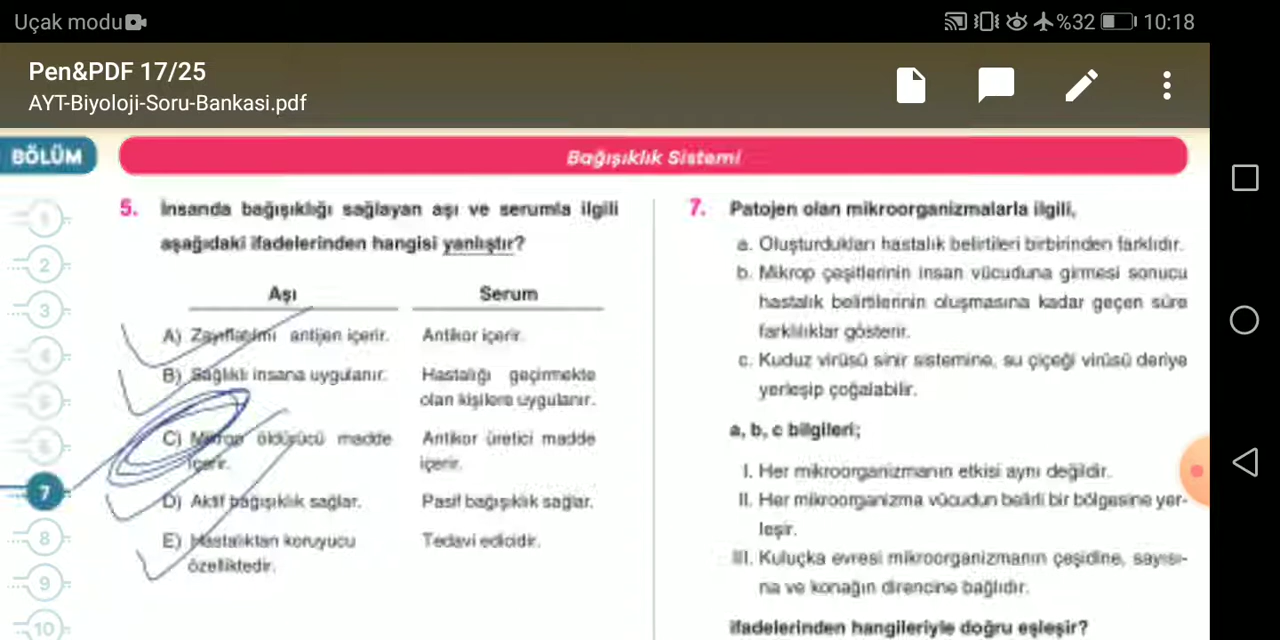 Uçak modu
%32 10:18
Pen&PDF 17/25
AYT-Biyoloji-Soru-Bankasi.pdf
BÖLÜM
Bağışıklık Sistemi
1
2
3
4
5
6
7
8
9
10
5. İnsanda bağışıklığı sağlayan aşı ve serumla ilgili
aşağıdaki ifadelerinden hangisi yanlıştır?
Aşı Serum
A) Zayıflatılmış antijen içerir. Antikor içerir.
B) Sağlıklı insana uygulanır. Hastalığı geçirmekte
olan kişilere uygulanır.
C) Mikrop öldürücü madde Antikor üretici madde
içerir. içerir.
D) Aktif bağışıklık sağlar. Pasif bağışıklık sağlar.
E) Hastalıktan koruyucu Tedavi edicidir.
özelliktedir.
7. Patojen olan mikroorganizmalarla ilgili,
a. Oluşturdukları hastalık belirtileri birbirinden farklıdır.
b. Mikrop çeşitlerinin insan vücuduna girmesi sonucu
hastalık belirtilerinin oluşmasına kadar geçen süre
farklılıklar gösterir.
c. Kuduz virüsü sinir sistemine, su çiçeği virüsü deriye
yerleşip çoğalabilir.
a, b, c bilgileri;
I. Her mikroorganizmanın etkisi aynı değildir.
II. Her mikroorganizma vücudun belirli bir bölgesine yer-
leşir.
III. Kuluçka evresi mikroorganizmanın çeşidine, sayısı-
na ve konağın direncine bağlıdır.
ifadelerinden hangileriyle doğru eşleşir?